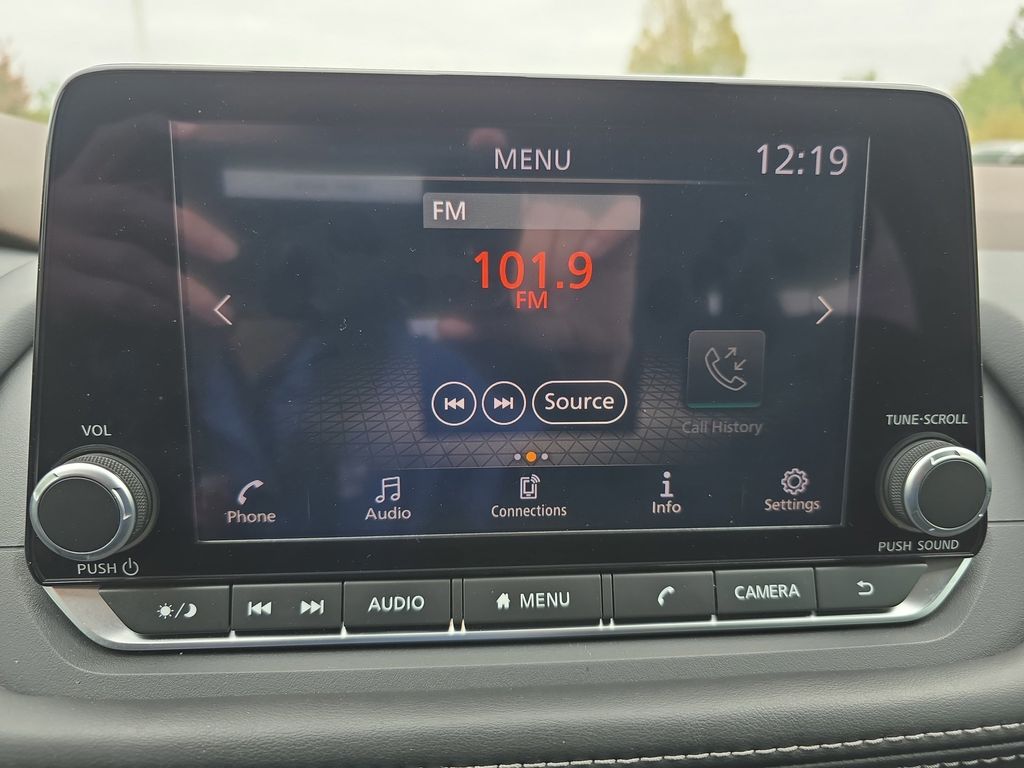 MENU
12:19
FM
101.9
FM
Source
Call History
VOL
TUNE·SCROLL
Phone
Audio
Connections
Info
Settings
PUSH
PUSH SOUND
AUDIO
MENU
CAMERA